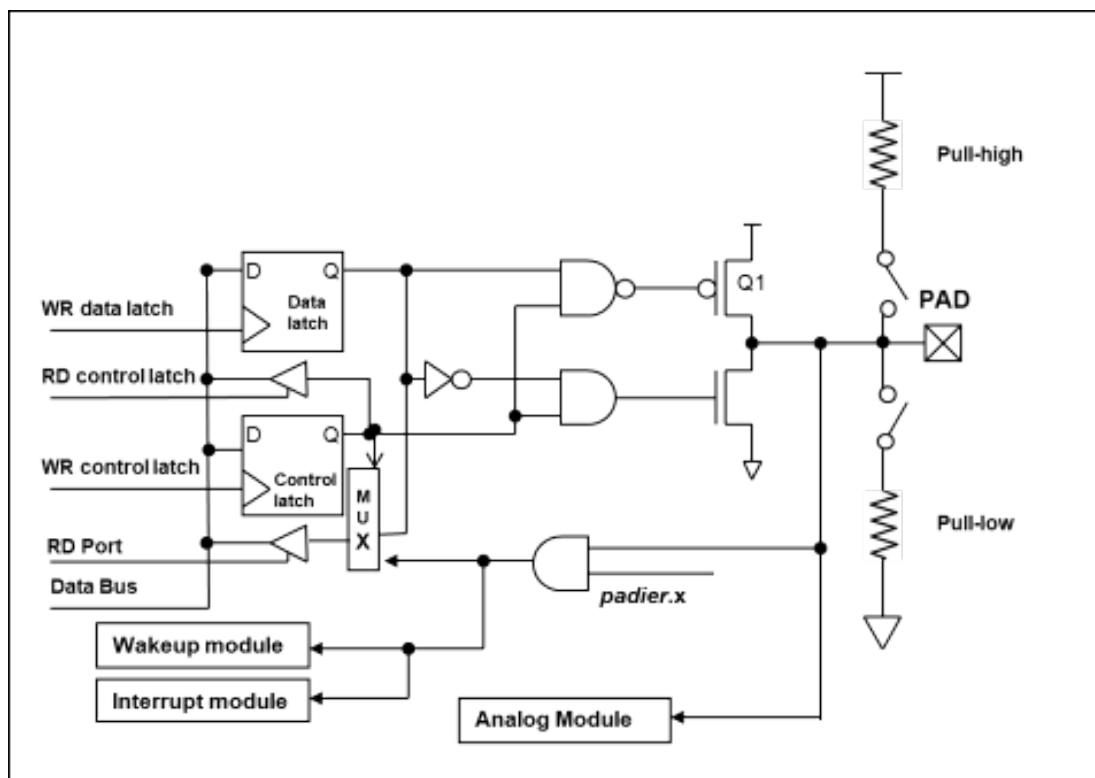 Pull-high
Q1
PAD
D Q
Data
latch
WR data latch
RD control latch
D Q
Control
latch
WR control latch
MUX
RD Port
Data Bus
padier.x
Pull-low
Wakeup module
Interrupt module
Analog Module